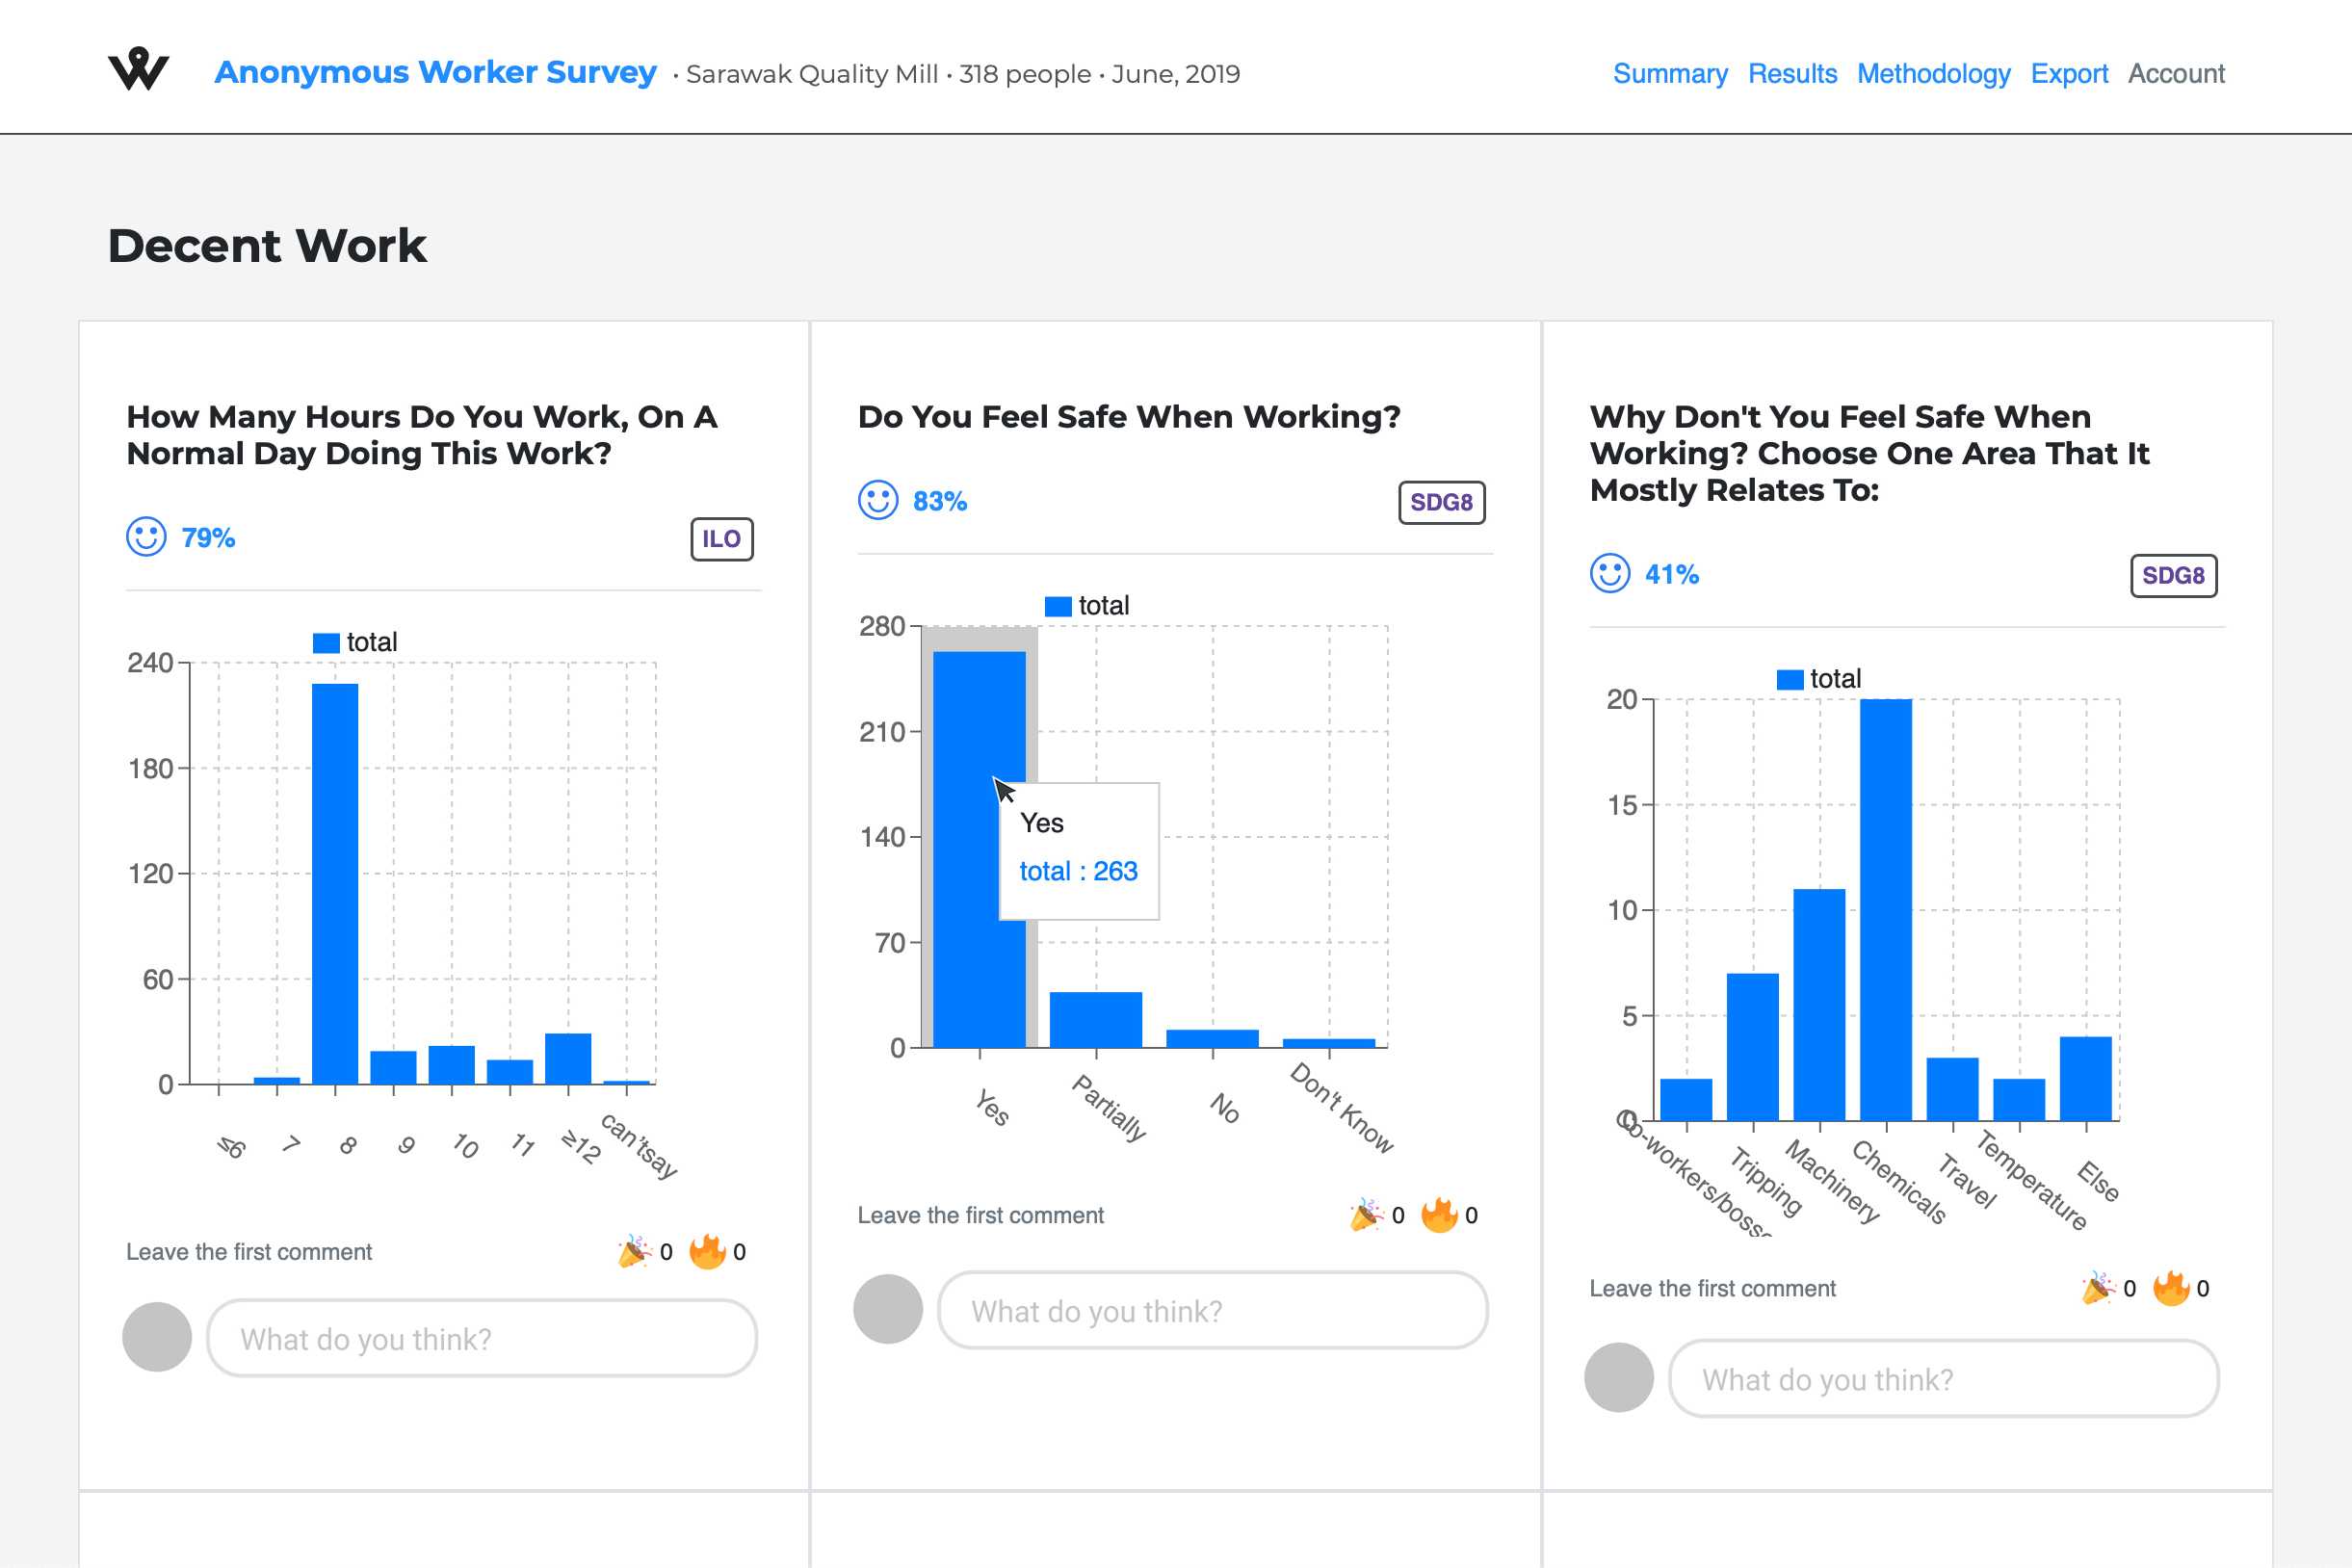 Anonymous Worker Survey · Sarawak Quality Mill · 318 people · June, 2019
Summary Results Methodology Export Account
Decent Work
How Many Hours Do You Work, On A
Normal Day Doing This Work?
79%
ILO
total
240
180
120
60
0
≤6
7
8
9
10
11
≥12
can'tsay
Leave the first comment
0
0
What do you think?
Do You Feel Safe When Working?
83%
SDG8
total
280
210
140
70
0
Yes
total : 263
Yes
Partially
No
Don't Know
Leave the first comment
0
0
What do you think?
Why Don't You Feel Safe When
Working? Choose One Area That It
Mostly Relates To:
41%
SDG8
total
20
15
10
5
0
Tripping
Machinery
Chemicals
Travel
Temperature
Else
Leave the first comment
0
0
What do you think?